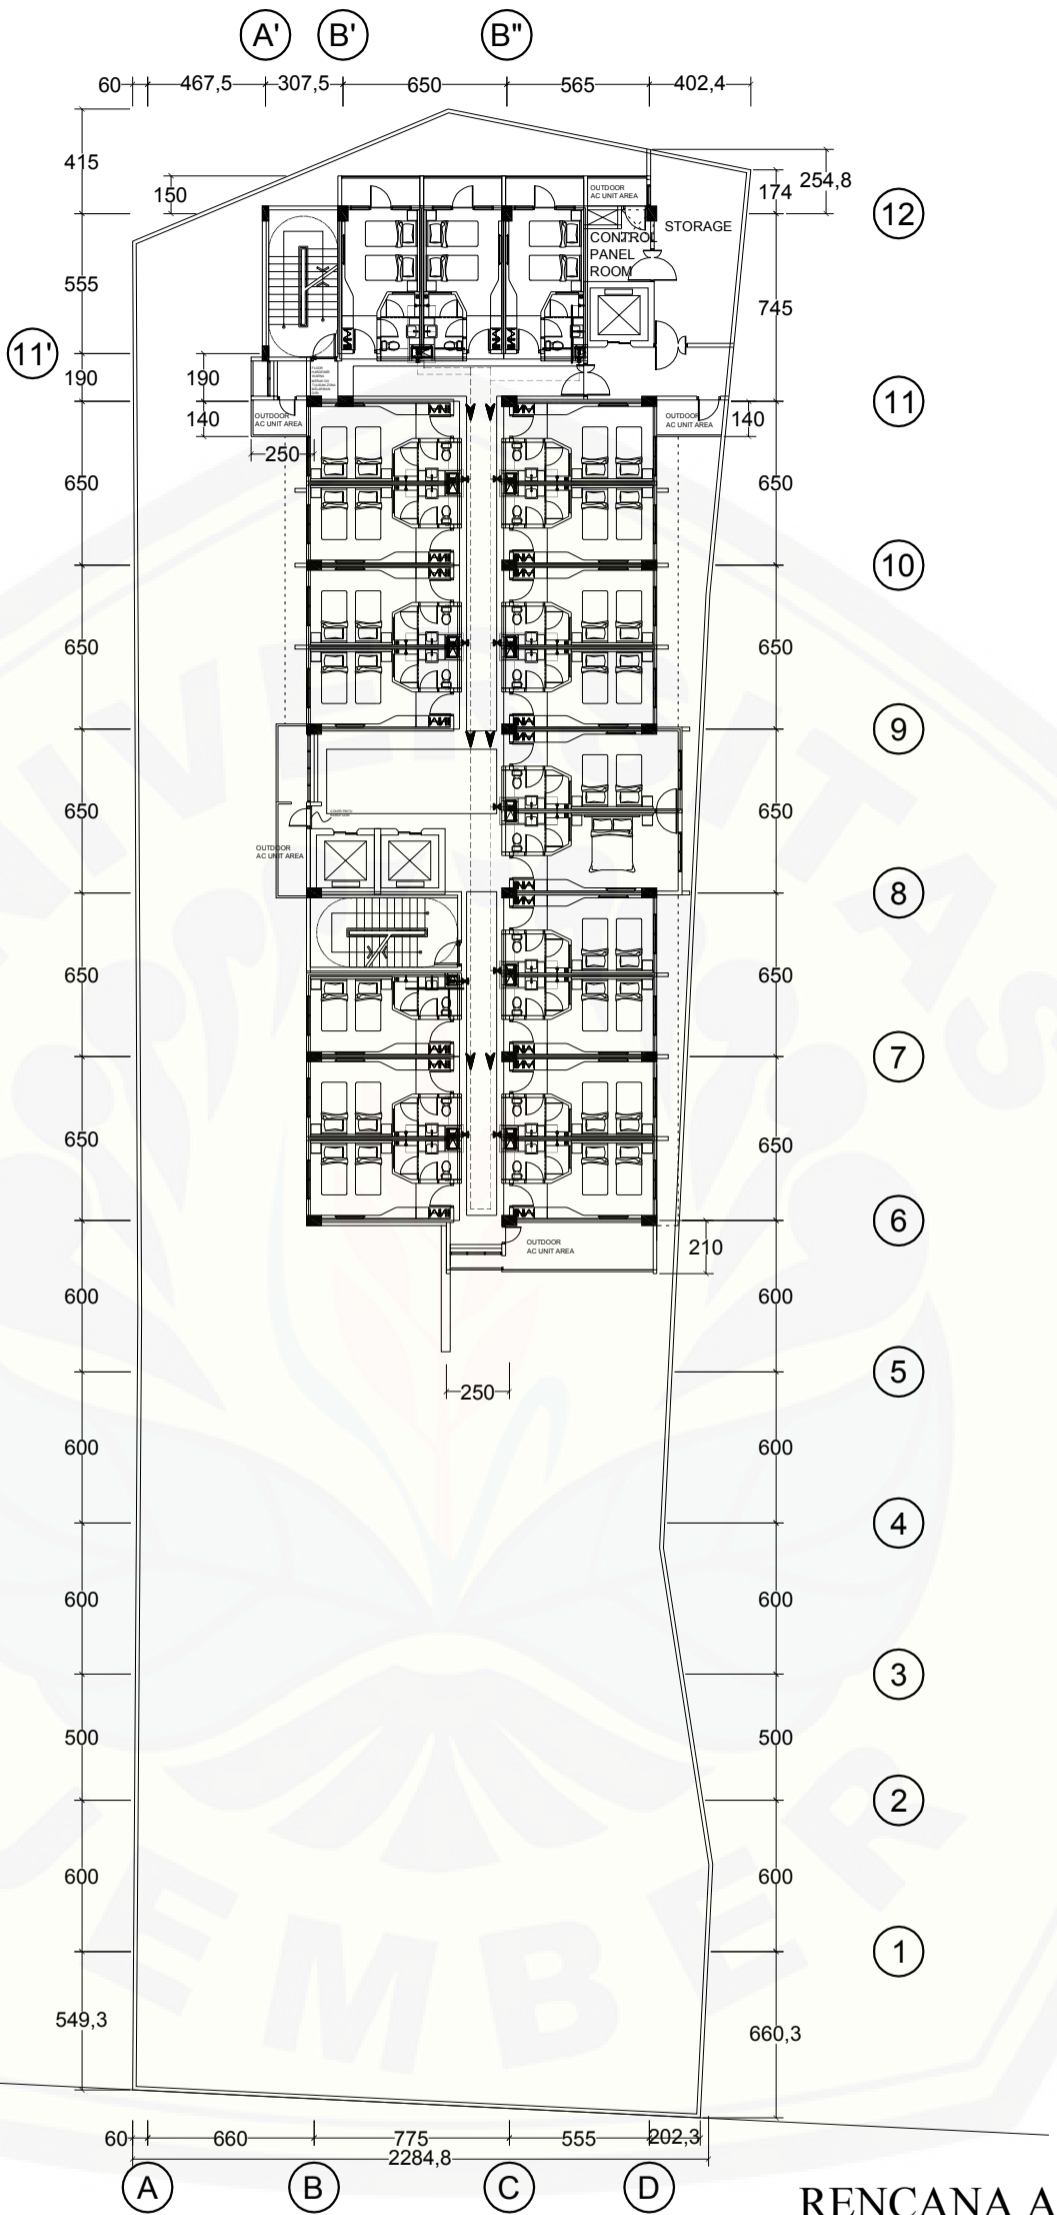 A' B' B"
60 467,5 307,5 650 565 402,4
415
150
174 254,8
OUTDOOR
AC UNIT AREA
12
STORAGE
CONTROL
PANEL
ROOM
555
745
11'
190 190
11
140
OUTDOOR
AC UNIT AREA
OUTDOOR
AC UNIT AREA
140
250
650 650
10
650 650
9
650 650
OUTDOOR
AC UNIT AREA
8
650 650
7
650 650
6
OUTDOOR
AC UNIT AREA
210
600 600
5
250
600 600
4
600 600
3
500 500
2
600 600
1
549,3
660,3
60 660 775 555 202,3
2284,8
A B C D
RENCANA A
UNIVERSITAS
JEMBER